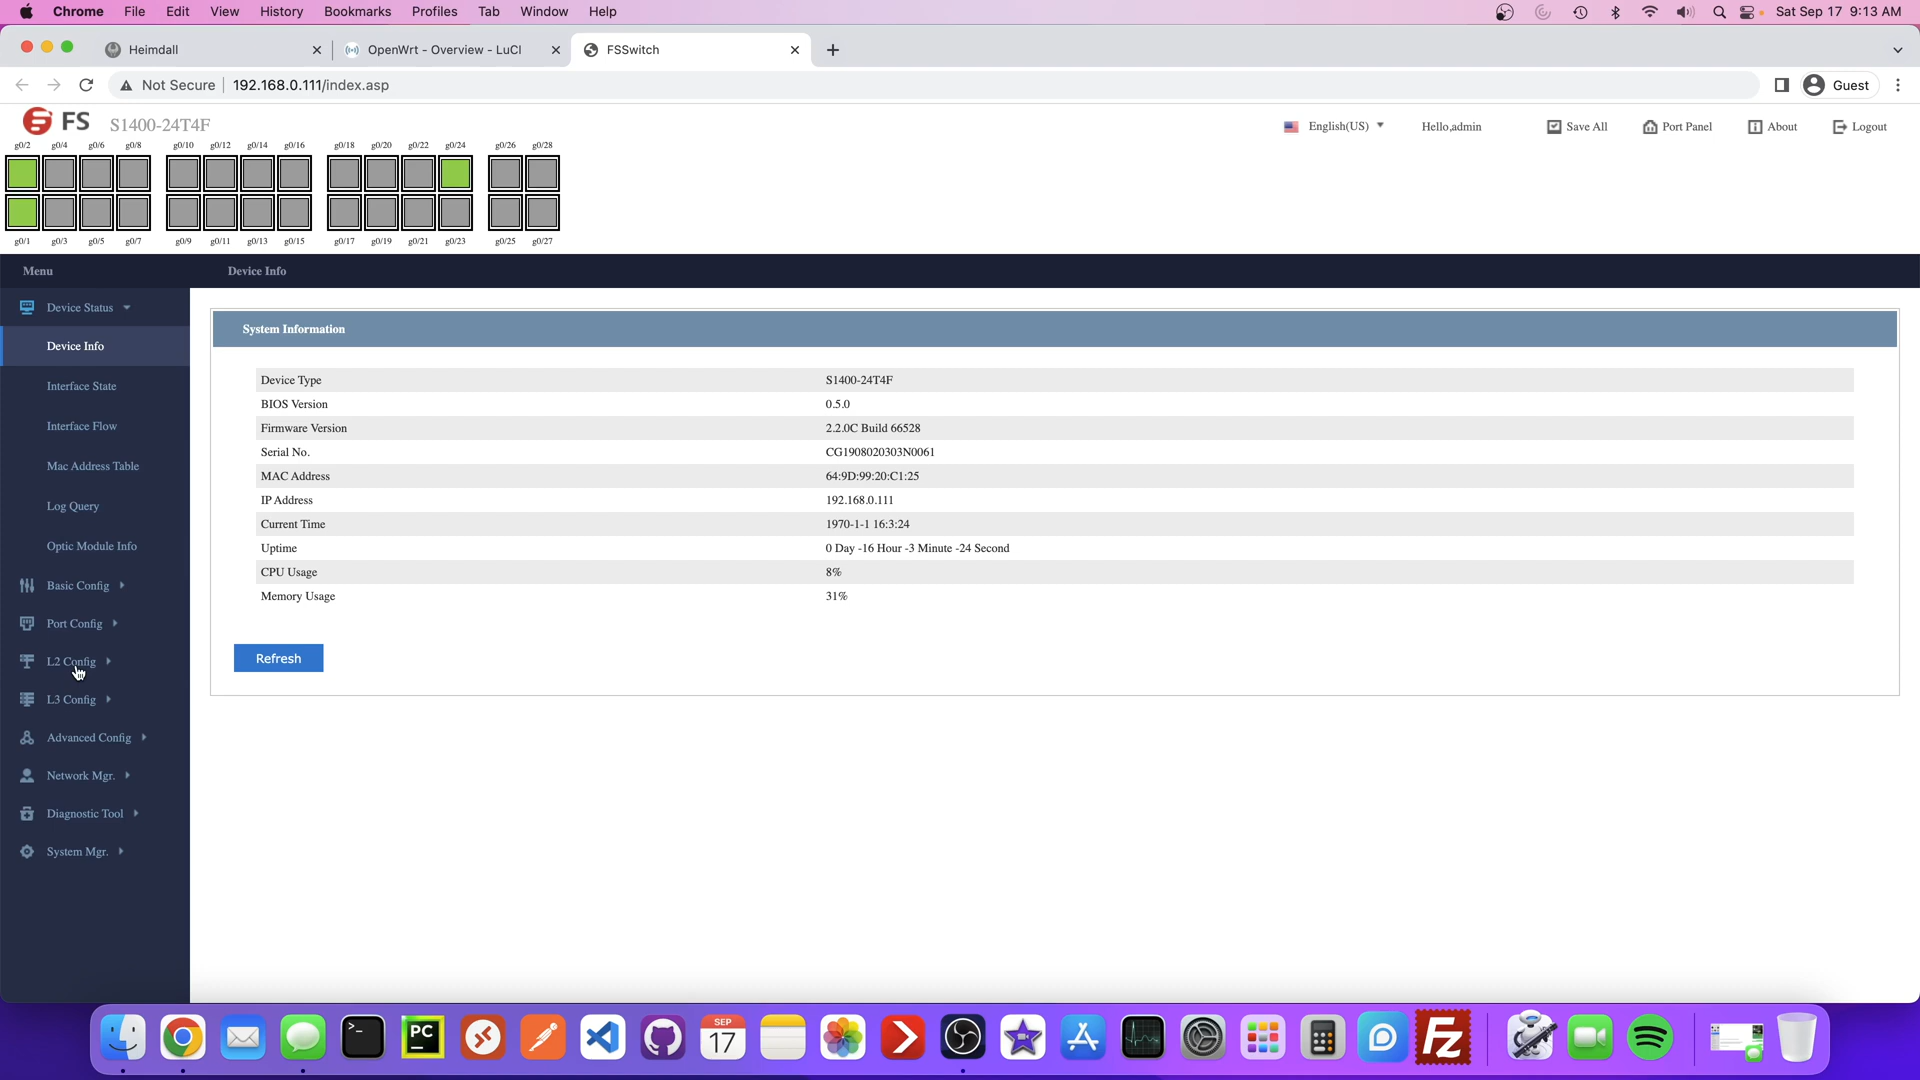 Chrome File Edit View History Bookmarks Profiles Tab Window Help Sat Sep 17 9:13 AM
Heimdall OpenWrt - Overview - LuCI FSSwitch
Not Secure 192.168.0.111/index.asp Guest
FS S1400-24T4F English(US) Hello,admin Save All Port Panel About Logout
g0/2 g0/4 g0/6 g0/8 g0/10 g0/12 g0/14 g0/16 g0/18 g0/20 g0/22 g0/24 g0/26 g0/28
g0/1 g0/3 g0/5 g0/7 g0/9 g0/11 g0/13 g0/15 g0/17 g0/19 g0/21 g0/23 g0/25 g0/27
Menu Device Info
Device Status
Device Info
Interface State
Interface Flow
Mac Address Table
Log Query
Optic Module Info
Basic Config
Port Config
L2 Config
L3 Config
Advanced Config
Network Mgr.
Diagnostic Tool
System Mgr.
System Information
Device Type S1400-24T4F
BIOS Version 0.5.0
Firmware Version 2.2.0C Build 66528
Serial No. CG1908020303N0061
MAC Address 64:9D:99:20:C1:25
IP Address 192.168.0.111
Current Time 1970-1-1 16:3:24
Uptime 0 Day -16 Hour -3 Minute -24 Second
CPU Usage 8%
Memory Usage 31%
Refresh
PC
SEP
17
FZ